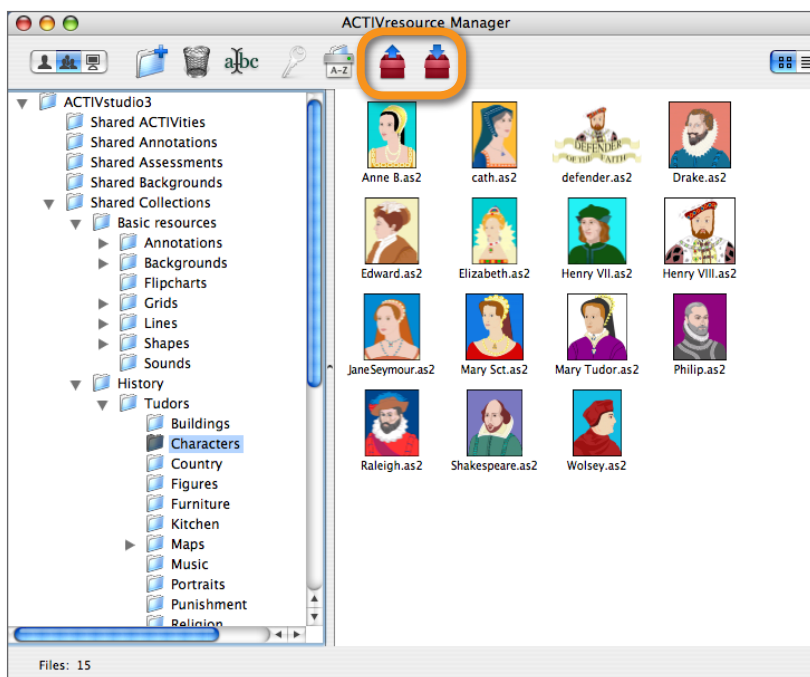 ACTIVresource Manager
abc
A-Z
ACTIVstudio3
Shared ACTIVities
Shared Annotations
Shared Assessments
Shared Backgrounds
Shared Collections
Basic resources
Annotations
Backgrounds
Flipcharts
Grids
Lines
Shapes
Sounds
History
Tudors
Buildings
Characters
Country
Figures
Furniture
Kitchen
Maps
Music
Portraits
Punishment
Religion
DEFENDER
OF THE FAITH
Anne B.as2 cath.as2 defender.as2 Drake.as2
Edward.as2 Elizabeth.as2 Henry VII.as2 Henry VIII.as2
JaneSeymour.as2 Mary Sct.as2 Mary Tudor.as2 Philip.as2
Raleigh.as2 Shakespeare.as2 Wolsey.as2
Files: 15